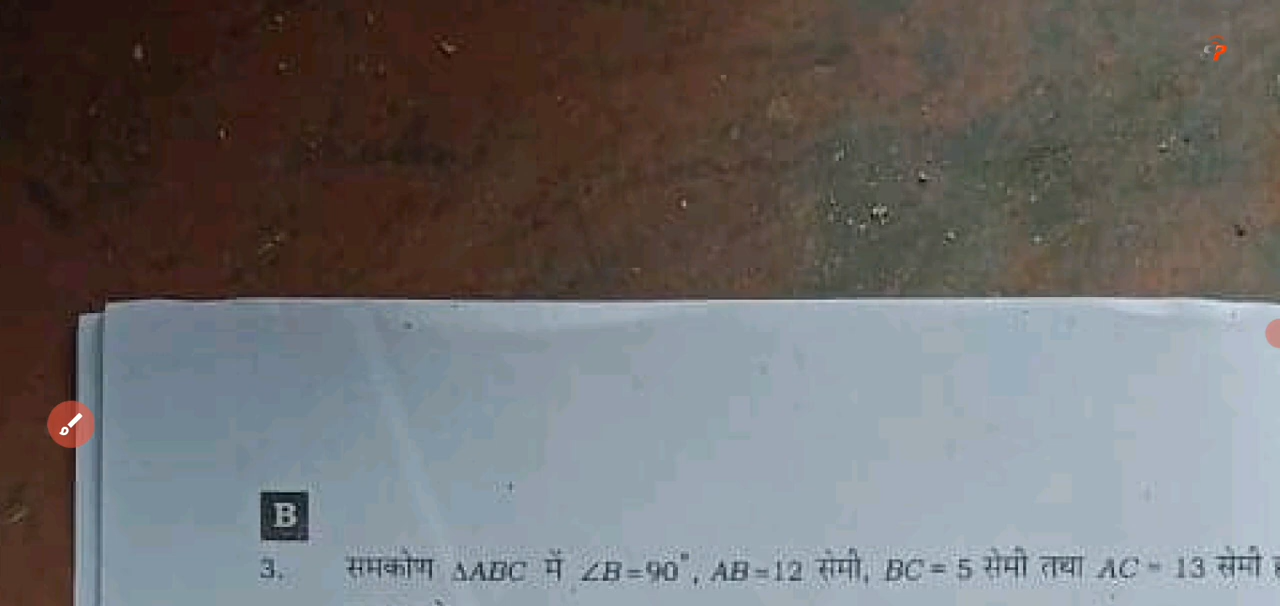 B
3. समकोण ΔABC में ∠B=90°, AB=12 सेमी, BC = 5 सेमी तथा AC = 13 सेमी